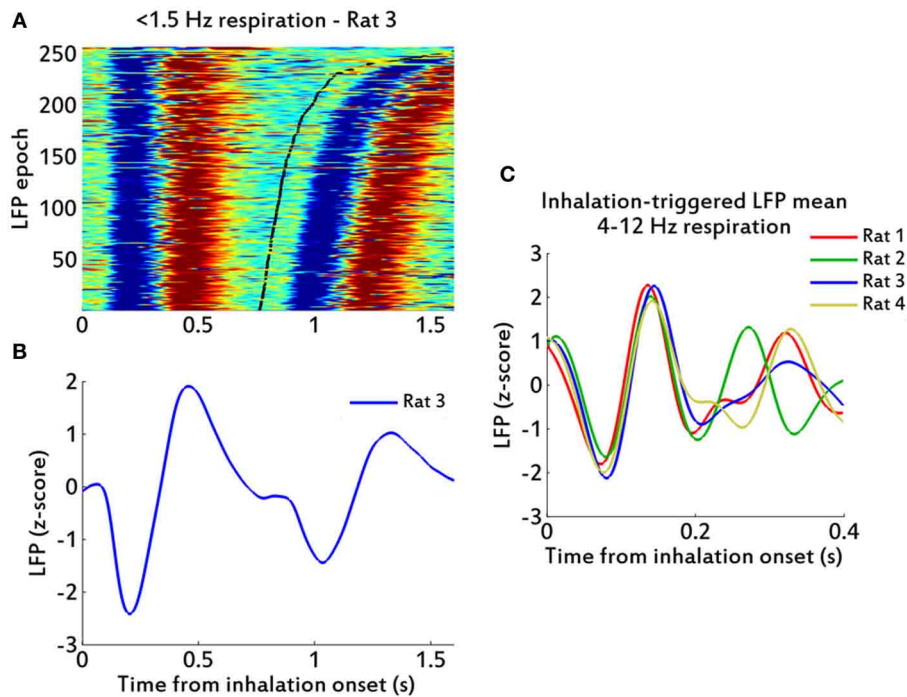 A
<1.5 Hz respiration - Rat 3
LFP epoch
250
200
150
100
50
0 0.5 1 1.5
B
LFP (z-score)
2
1
0
-1
-2
-3
Rat 3
0 0.5 1 1.5
Time from inhalation onset (s)
C
Inhalation-triggered LFP mean
4-12 Hz respiration
Rat 1
Rat 2
Rat 3
Rat 4
LFP (z-score)
3
2
1
0
-1
-2
-3
0 0.2 0.4
Time from inhalation onset (s)